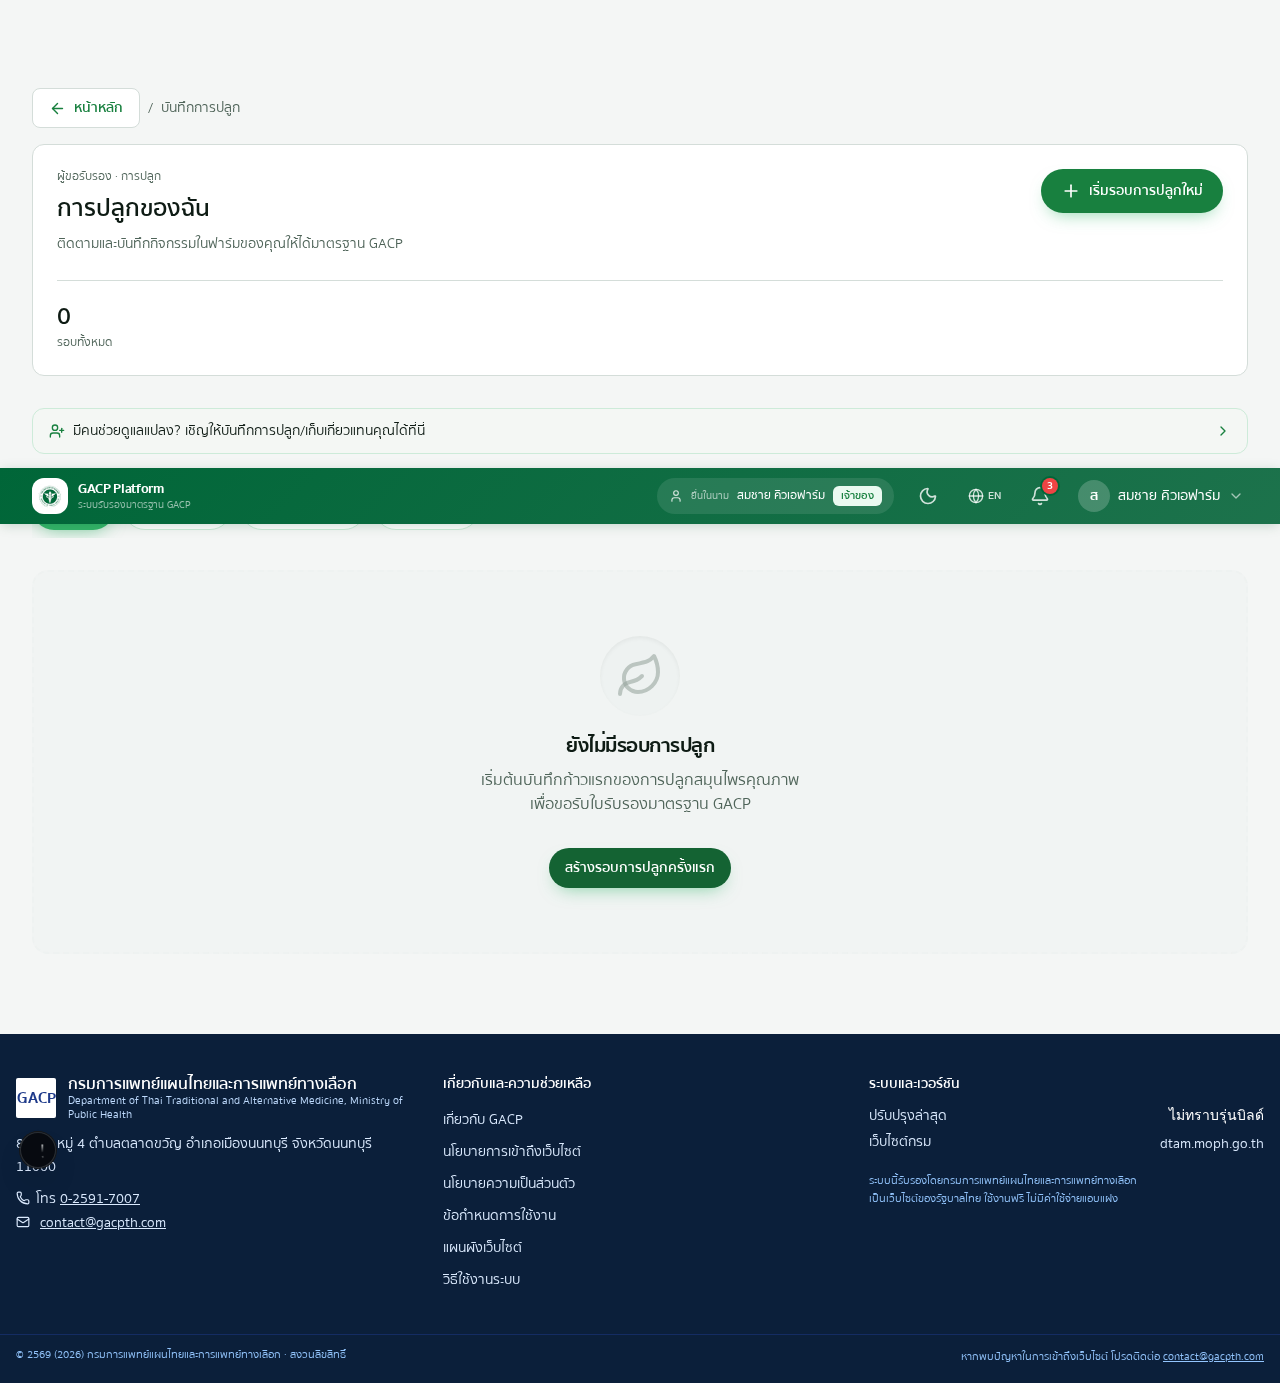 หน้าหลัก / บันทึกการปลูก
ผู้ขอรับรอง · การปลูก
การปลูกของฉัน
ติดตามและบันทึกกิจกรรมในฟาร์มของคุณให้ได้มาตรฐาน GACP
เริ่มรอบการปลูกใหม่
0
รอบทั้งหมด
มีคนช่วยดูแลแปลง? เชิญให้บันทึกการปลูก/เก็บเกี่ยวแทนคุณได้ที่นี่
GACP Platform
ระบบรับรองมาตรฐาน GACP
ยื่นในนาม สมชาย คิวเอฟาร์ม เจ้าของ
EN
3
ส สมชาย คิวเอฟาร์ม
ยังไม่มีรอบการปลูก
เริ่มต้นบันทึกก้าวแรกของการปลูกสมุนไพรคุณภาพ
เพื่อขอรับใบรับรองมาตรฐาน GACP
สร้างรอบการปลูกครั้งแรก
GACP
กรมการแพทย์แผนไทยและการแพทย์ทางเลือก
Department of Thai Traditional and Alternative Medicine, Ministry of
Public Health
หมู่ 4 ตำบลตลาดขวัญ อำเภอเมืองนนทบุรี จังหวัดนนทบุรี
โทร 0-2591-7007
contact@gacpth.com
เกี่ยวกับและความช่วยเหลือ
เกี่ยวกับ GACP
นโยบายการเข้าถึงเว็บไซต์
นโยบายความเป็นส่วนตัว
ข้อกำหนดการใช้งาน
แผนผังเว็บไซต์
วิธีใช้งานระบบ
ระบบและเวอร์ชัน
ปรับปรุงล่าสุด ไม่ทราบรุ่นบิลด์
เว็บไซต์กรม dtam.moph.go.th
ระบบนี้รับรองโดยกรมการแพทย์แผนไทยและการแพทย์ทางเลือก
เป็นเว็บไซต์ของรัฐบาลไทย ใช้งานฟรี ไม่มีค่าใช้จ่ายแอบแฝง
© 2569 (2026) กรมการแพทย์แผนไทยและการแพทย์ทางเลือก · สงวนลิขสิทธิ์
หากพบปัญหาในการเข้าถึงเว็บไซต์ โปรดติดต่อ contact@gacpth.com